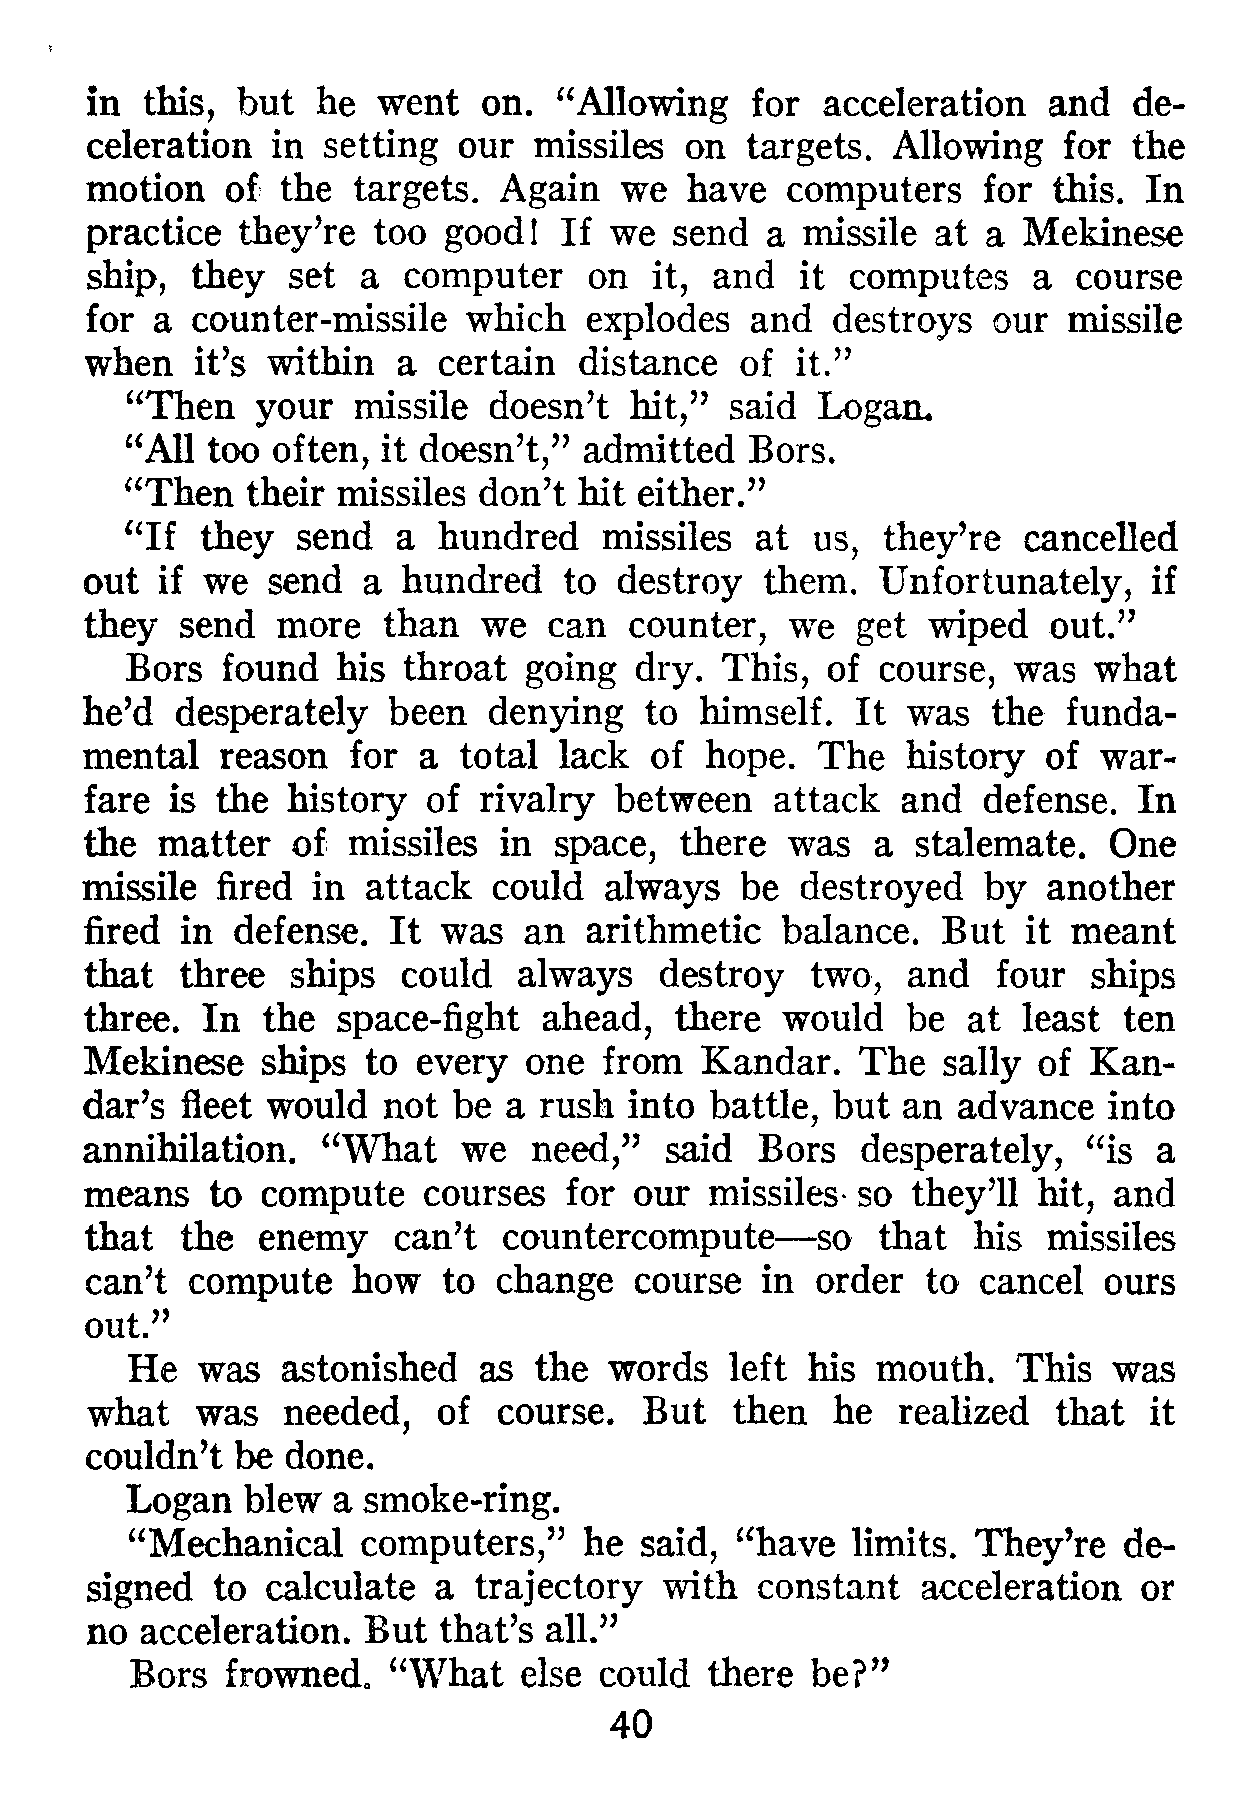 in this, but he went on. “Allowing for acceleration and de-
celeration in setting our missiles on targets. Allowing for the
motion of the targets. Again we have computers for this. In
practice they’re too good! If we send a missile at a Mekinese
ship, they set a computer on it, and it computes a course
for a counter-missile which explodes and destroys our missile
when it’s within a certain distance of it.”
“Then your missile doesn’t hit,” said Logan.
“All too often, it doesn’t,” admitted Bors.
“Then their missiles don’t hit either.”
“If they send a hundred missiles at us, they’re cancelled
out if we send a hundred to destroy them. Unfortunately, if
they send more than we can counter, we get wiped out.”
Bors found his throat going dry. This, of course, was what
he’d desperately been denying to himself. It was the funda-
mental reason for a total lack of hope. The history of war-
fare is the history of rivalry between attack and defense. In
the matter of missiles in space, there was a stalemate. One
missile fired in attack could always be destroyed by another
fired in defense. It was an arithmetic balance. But it meant
that three ships could always destroy two, and four ships
three. In the space-fight ahead, there would be at least ten
Mekinese ships to every one from Kandar. The sally of Kan-
dar’s fleet would not be a rush into battle, but an advance into
annihilation. “What we need,” said Bors desperately, “is a
means to compute courses for our missiles so they’ll hit, and
that the enemy can’t countercompute—so that his missiles
can’t compute how to change course in order to cancel ours
out.”
He was astonished as the words left his mouth. This was
what was needed, of course. But then he realized that it
couldn’t be done.
Logan blew a smoke-ring.
“Mechanical computers,” he said, “have limits. They’re de-
signed to calculate a trajectory with constant acceleration or
no acceleration. But that’s all.”
Bors frowned. “What else could there be?”
40